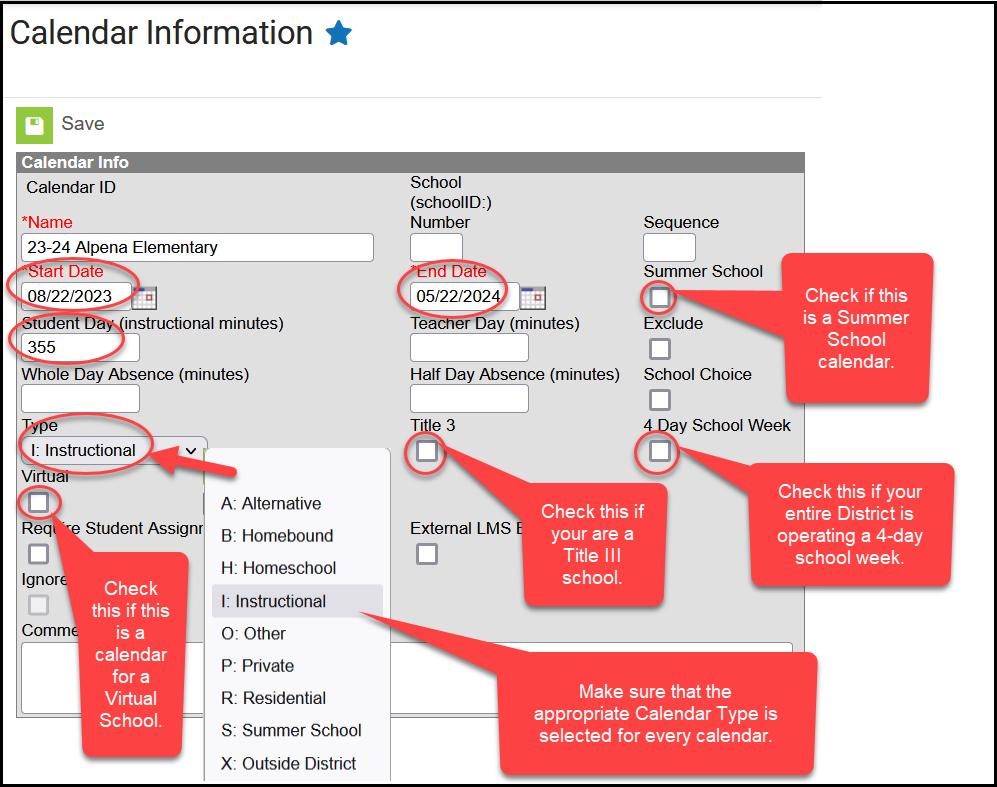 Calendar Information
Save
Calendar Info
Calendar ID
School
(schoolID:)
*Name
Number
Sequence
23-24 Alpena Elementary
*Start Date
*End Date
Summer School
08/22/2023
05/22/2024
Student Day (instructional minutes)
Teacher Day (minutes)
Exclude
355
Whole Day Absence (minutes)
Half Day Absence (minutes)
School Choice
Type
Title 3
4 Day School Week
I: Instructional
Virtual
Require Student Assignr
External LMS E
Ignore
Comme
A: Alternative
B: Homebound
H: Homeschool
I: Instructional
O: Other
P: Private
R: Residential
S: Summer School
X: Outside District
Check if this
is a Summer
School
calendar.
Check this if
your are a
Title III
school.
Check this if your
entire District is
operating a 4-day
school week.
Check
this if this
is a
calendar
for a
Virtual
School.
Make sure that the
appropriate Calendar Type is
selected for every calendar.